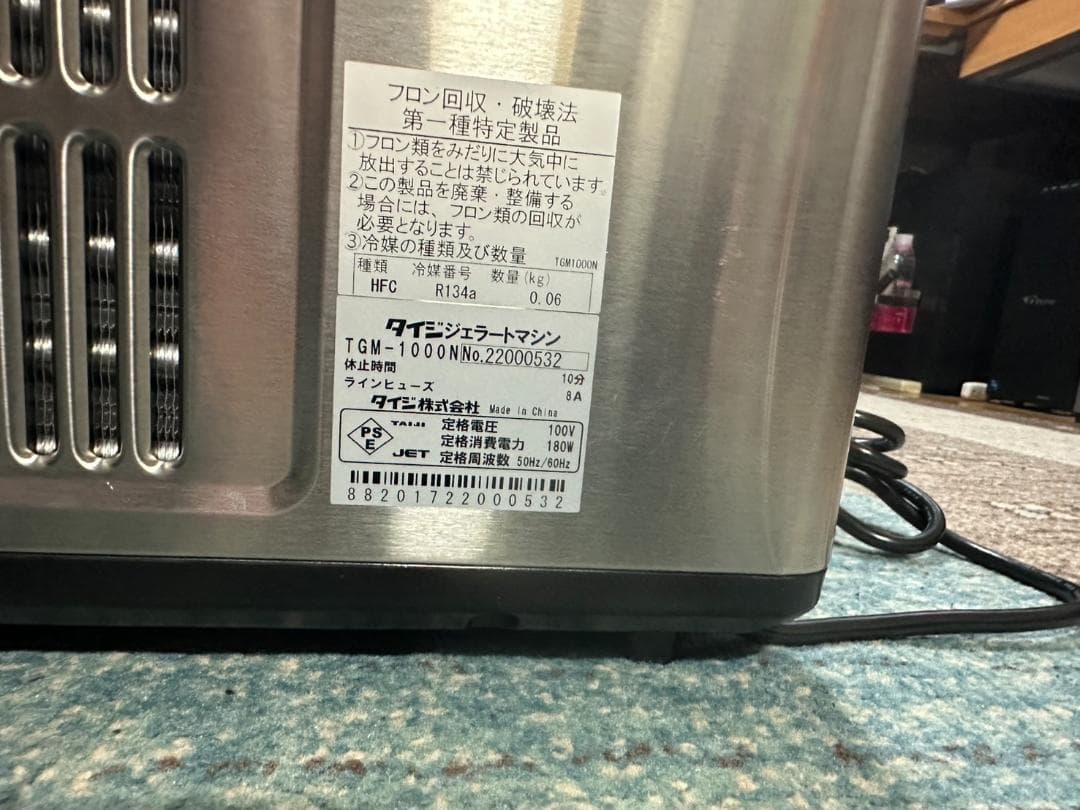 フロン回収・破壊法
第一種特定製品
①フロン類をみだりに大気中に
放出することは禁じられています。
②この製品を廃棄・整備する
場合には、フロン類の回収が
必要となります。
③冷媒の種類及び数量 TGM1000N
種類 冷媒番号 数量(kg)
HFC R134a 0.06
タイジジェラートマシン
TGM-1000N No.22000532
休止時間 10分
ラインヒューズ 8A
タイジ株式会社 Made in China
PSE TAIJI 定格電圧 100V
定格消費電力 180W
JET 定格周波数 50Hz/60Hz
88201722000532